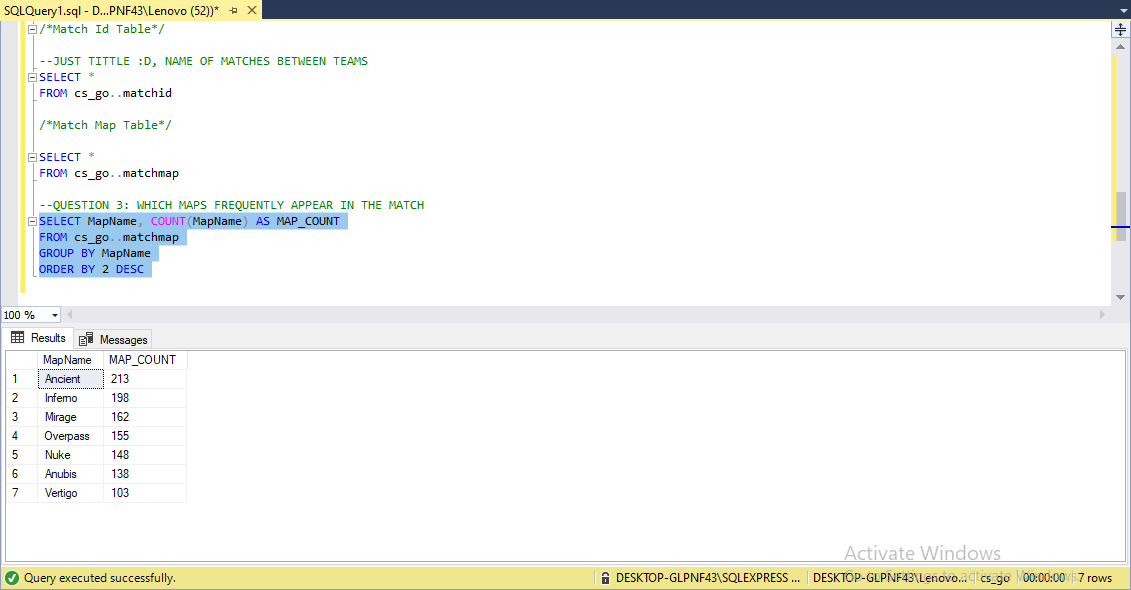 SQLQuery1.sql - D...PNF43\Lenovo (52))*
/*Match Id Table*/
--JUST TITTLE :D, NAME OF MATCHES BETWEEN TEAMS
SELECT *
FROM cs_go..matchid
/*Match Map Table*/
SELECT *
FROM cs_go..matchmap
--QUESTION 3: WHICH MAPS FREQUENTLY APPEAR IN THE MATCH
SELECT MapName, COUNT(MapName) AS MAP_COUNT
FROM cs_go..matchmap
GROUP BY MapName
ORDER BY 2 DESC
100 %
Results Messages
MapName MAP_COUNT
1 Ancient 213
2 Inferno 198
3 Mirage 162
4 Overpass 155
5 Nuke 148
6 Anubis 138
7 Vertigo 103
Activate Windows
Go to Settings to activate Windows.
Query executed successfully. DESKTOP-GLPNF43\SQLEXPRESS ... DESKTOP-GLPNF43\Lenovo... cs_go 00:00:00 7 rows